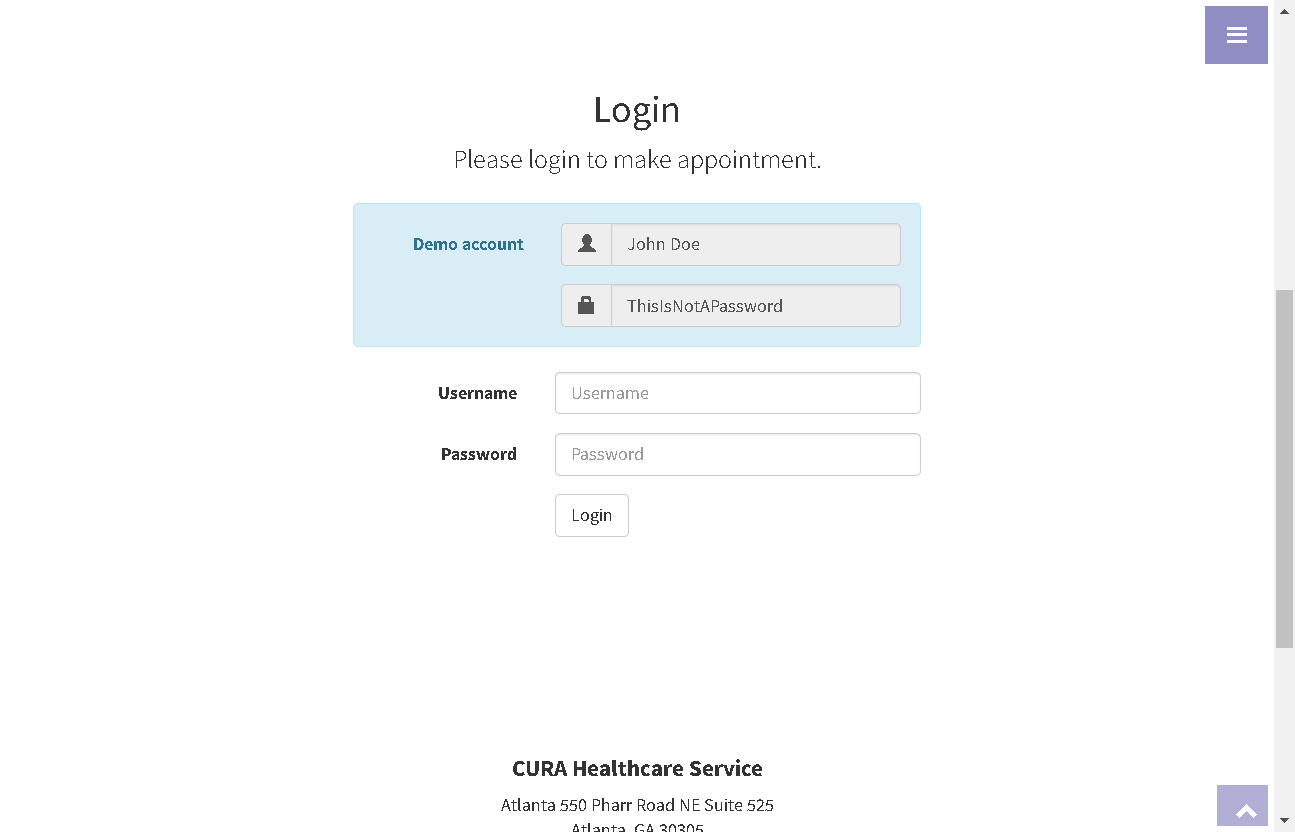 Login
Please login to make appointment.
Demo account
John Doe
ThisIsNotAPassword
Username
Username
Password
Password
Login
CURA Healthcare Service
Atlanta 550 Pharr Road NE Suite 525
Atlanta, GA 30305